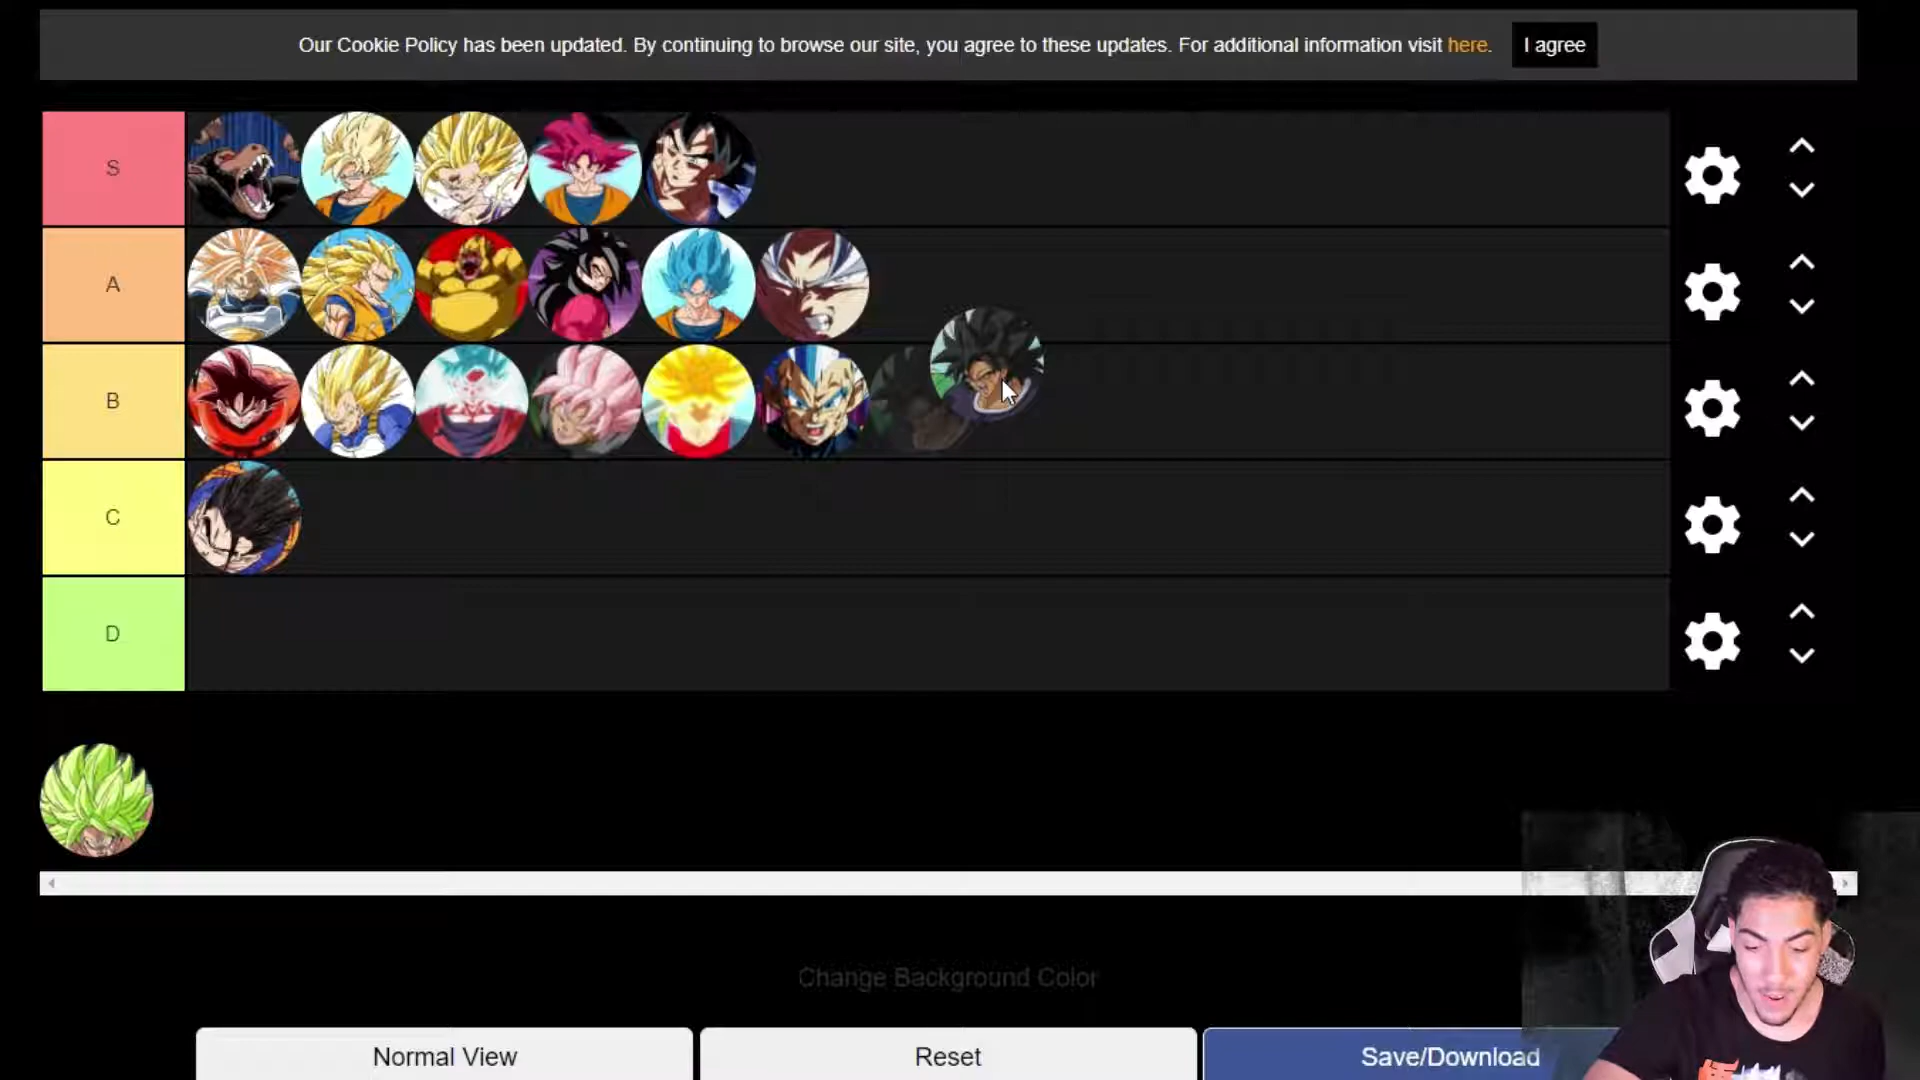 Our Cookie Policy has been updated. By continuing to browse our site, you agree to these updates. For additional information visit here. I agree
S
A
B
C
D
Change Background Color
Normal View Reset Save/Download